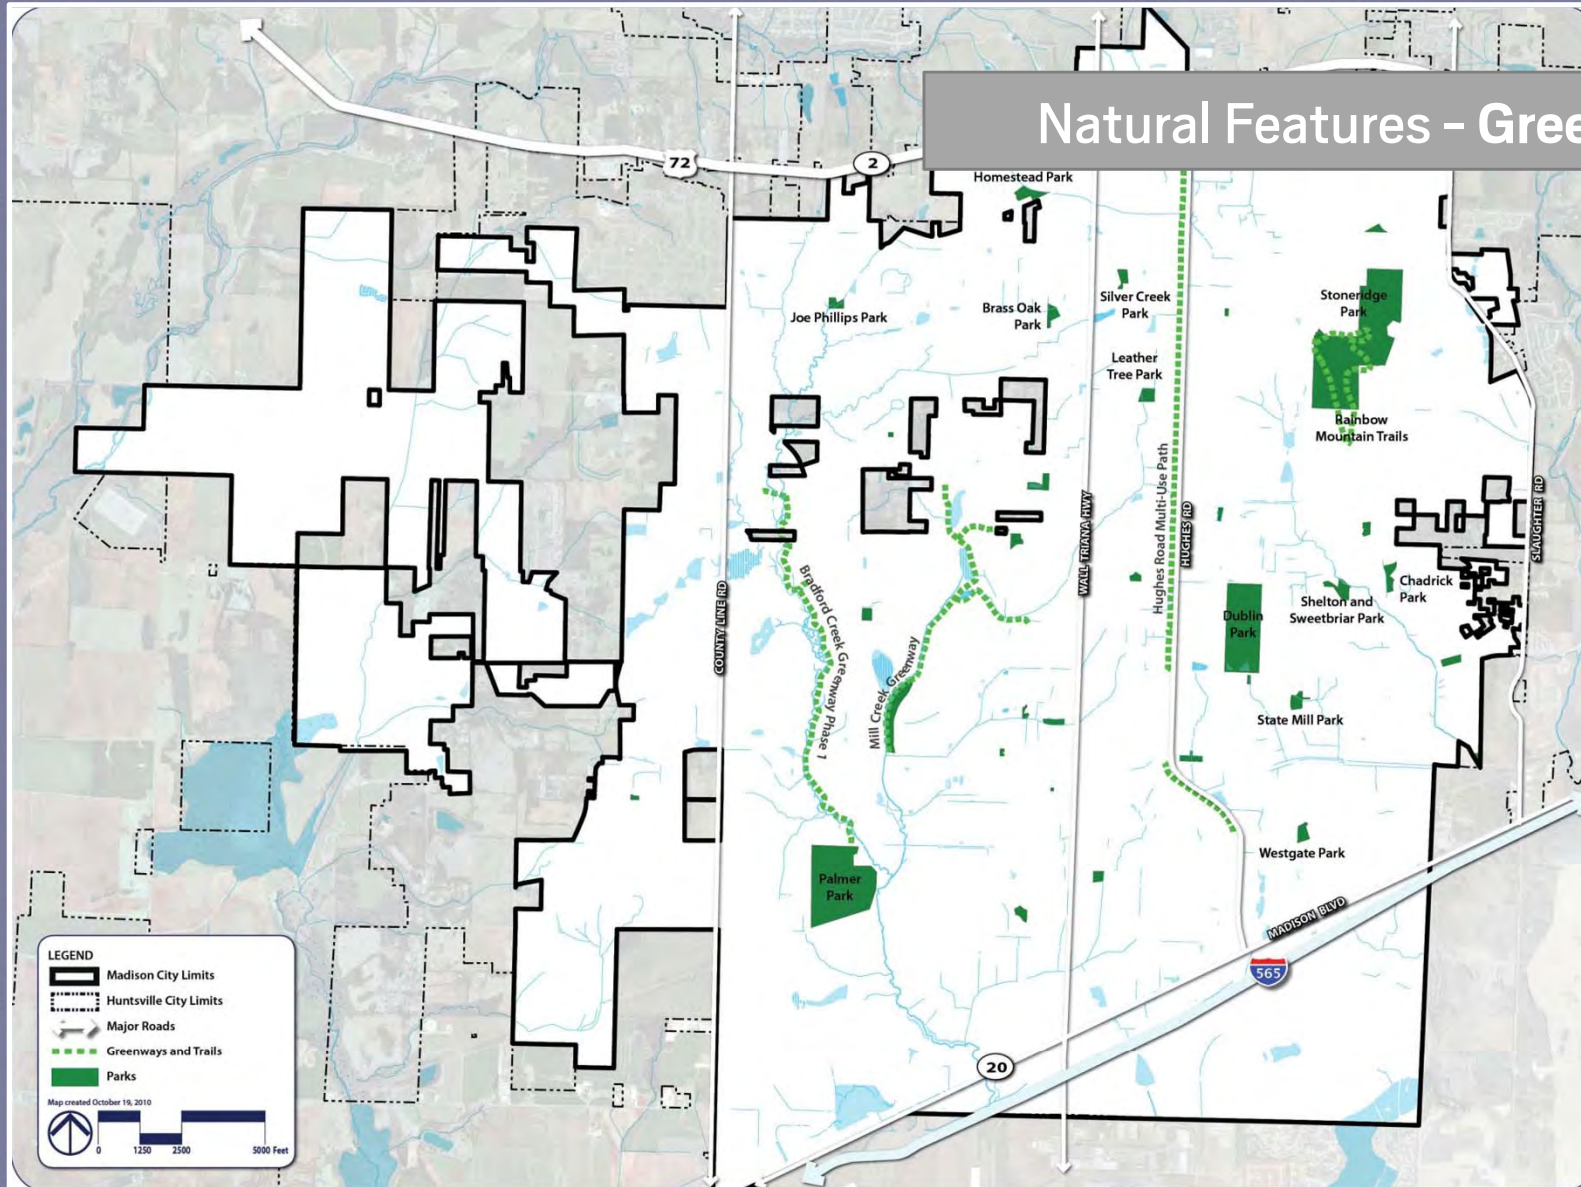 Natural Features - Gree
72
2
Homestead Park
Joe Phillips Park
Brass Oak
Park
Silver Creek
Park
Leather
Tree Park
Stoneridge
Park
Rainbow
Mountain Trails
Hughes Road Multi-Use Path
HUGHES RD
WALL TRIANA HWY
SLAUGHTER RD
COUNTY LINE RD
Bradford Creek Greenway Phase 1
Mill Creek Greenway
Dublin
Park
Shelton and
Sweetbriar Park
Chadrick
Park
State Mill Park
Westgate Park
Palmer
Park
MADISON BLVD
565
20
LEGEND
Madison City Limits
Huntsville City Limits
Major Roads
Greenways and Trails
Parks
Map created October 19, 2010
0 1250 2500 5000 Feet